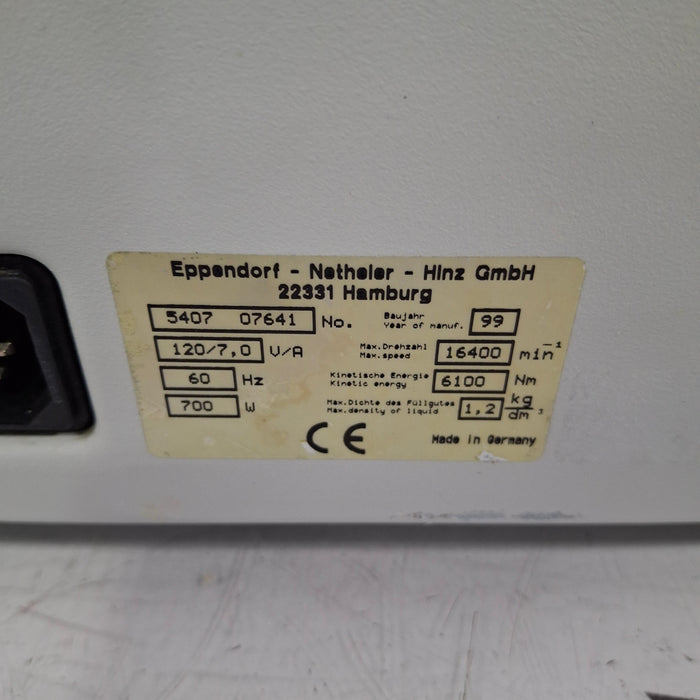 Eppendorf - Netheler - Hinz GmbH
22331 Hamburg
5407 07641 No. Baujahr Year of manuf. 99
120/7,0 V/A Max.Drehzahl Max.speed 16400 min⁻¹
60 Hz Kinetische Energie Kinetic energy 6100 Nm
700 W Max.Dichte des Füllgutes Max.density of liquid 1,2 kg/dm³
CE Made in Germany